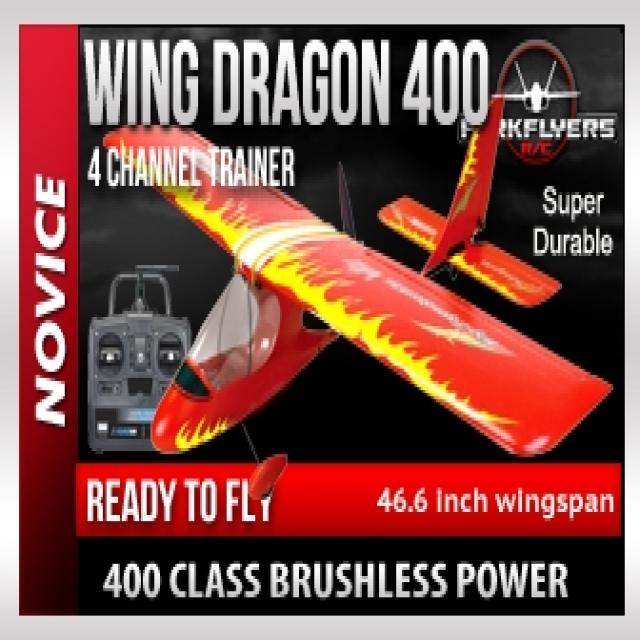 WING DRAGON 400
4 CHANNEL TRAINER
PARKFLYERS
R/C
Super
Durable
NOVICE
READY TO FLY
46.6 inch wingspan
400 CLASS BRUSHLESS POWER